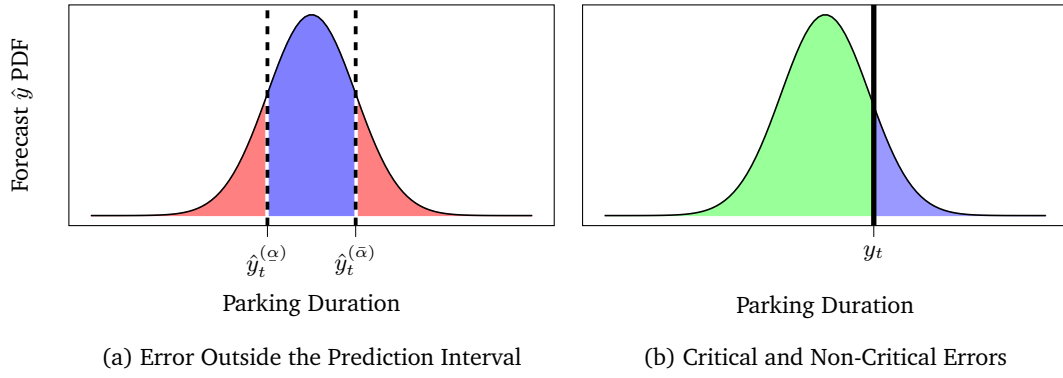 Forecast ŷ PDF
ŷ_t^(α̲) ŷ_t^(ᾱ)
Parking Duration
(a) Error Outside the Prediction Interval
y_t
Parking Duration
(b) Critical and Non-Critical Errors